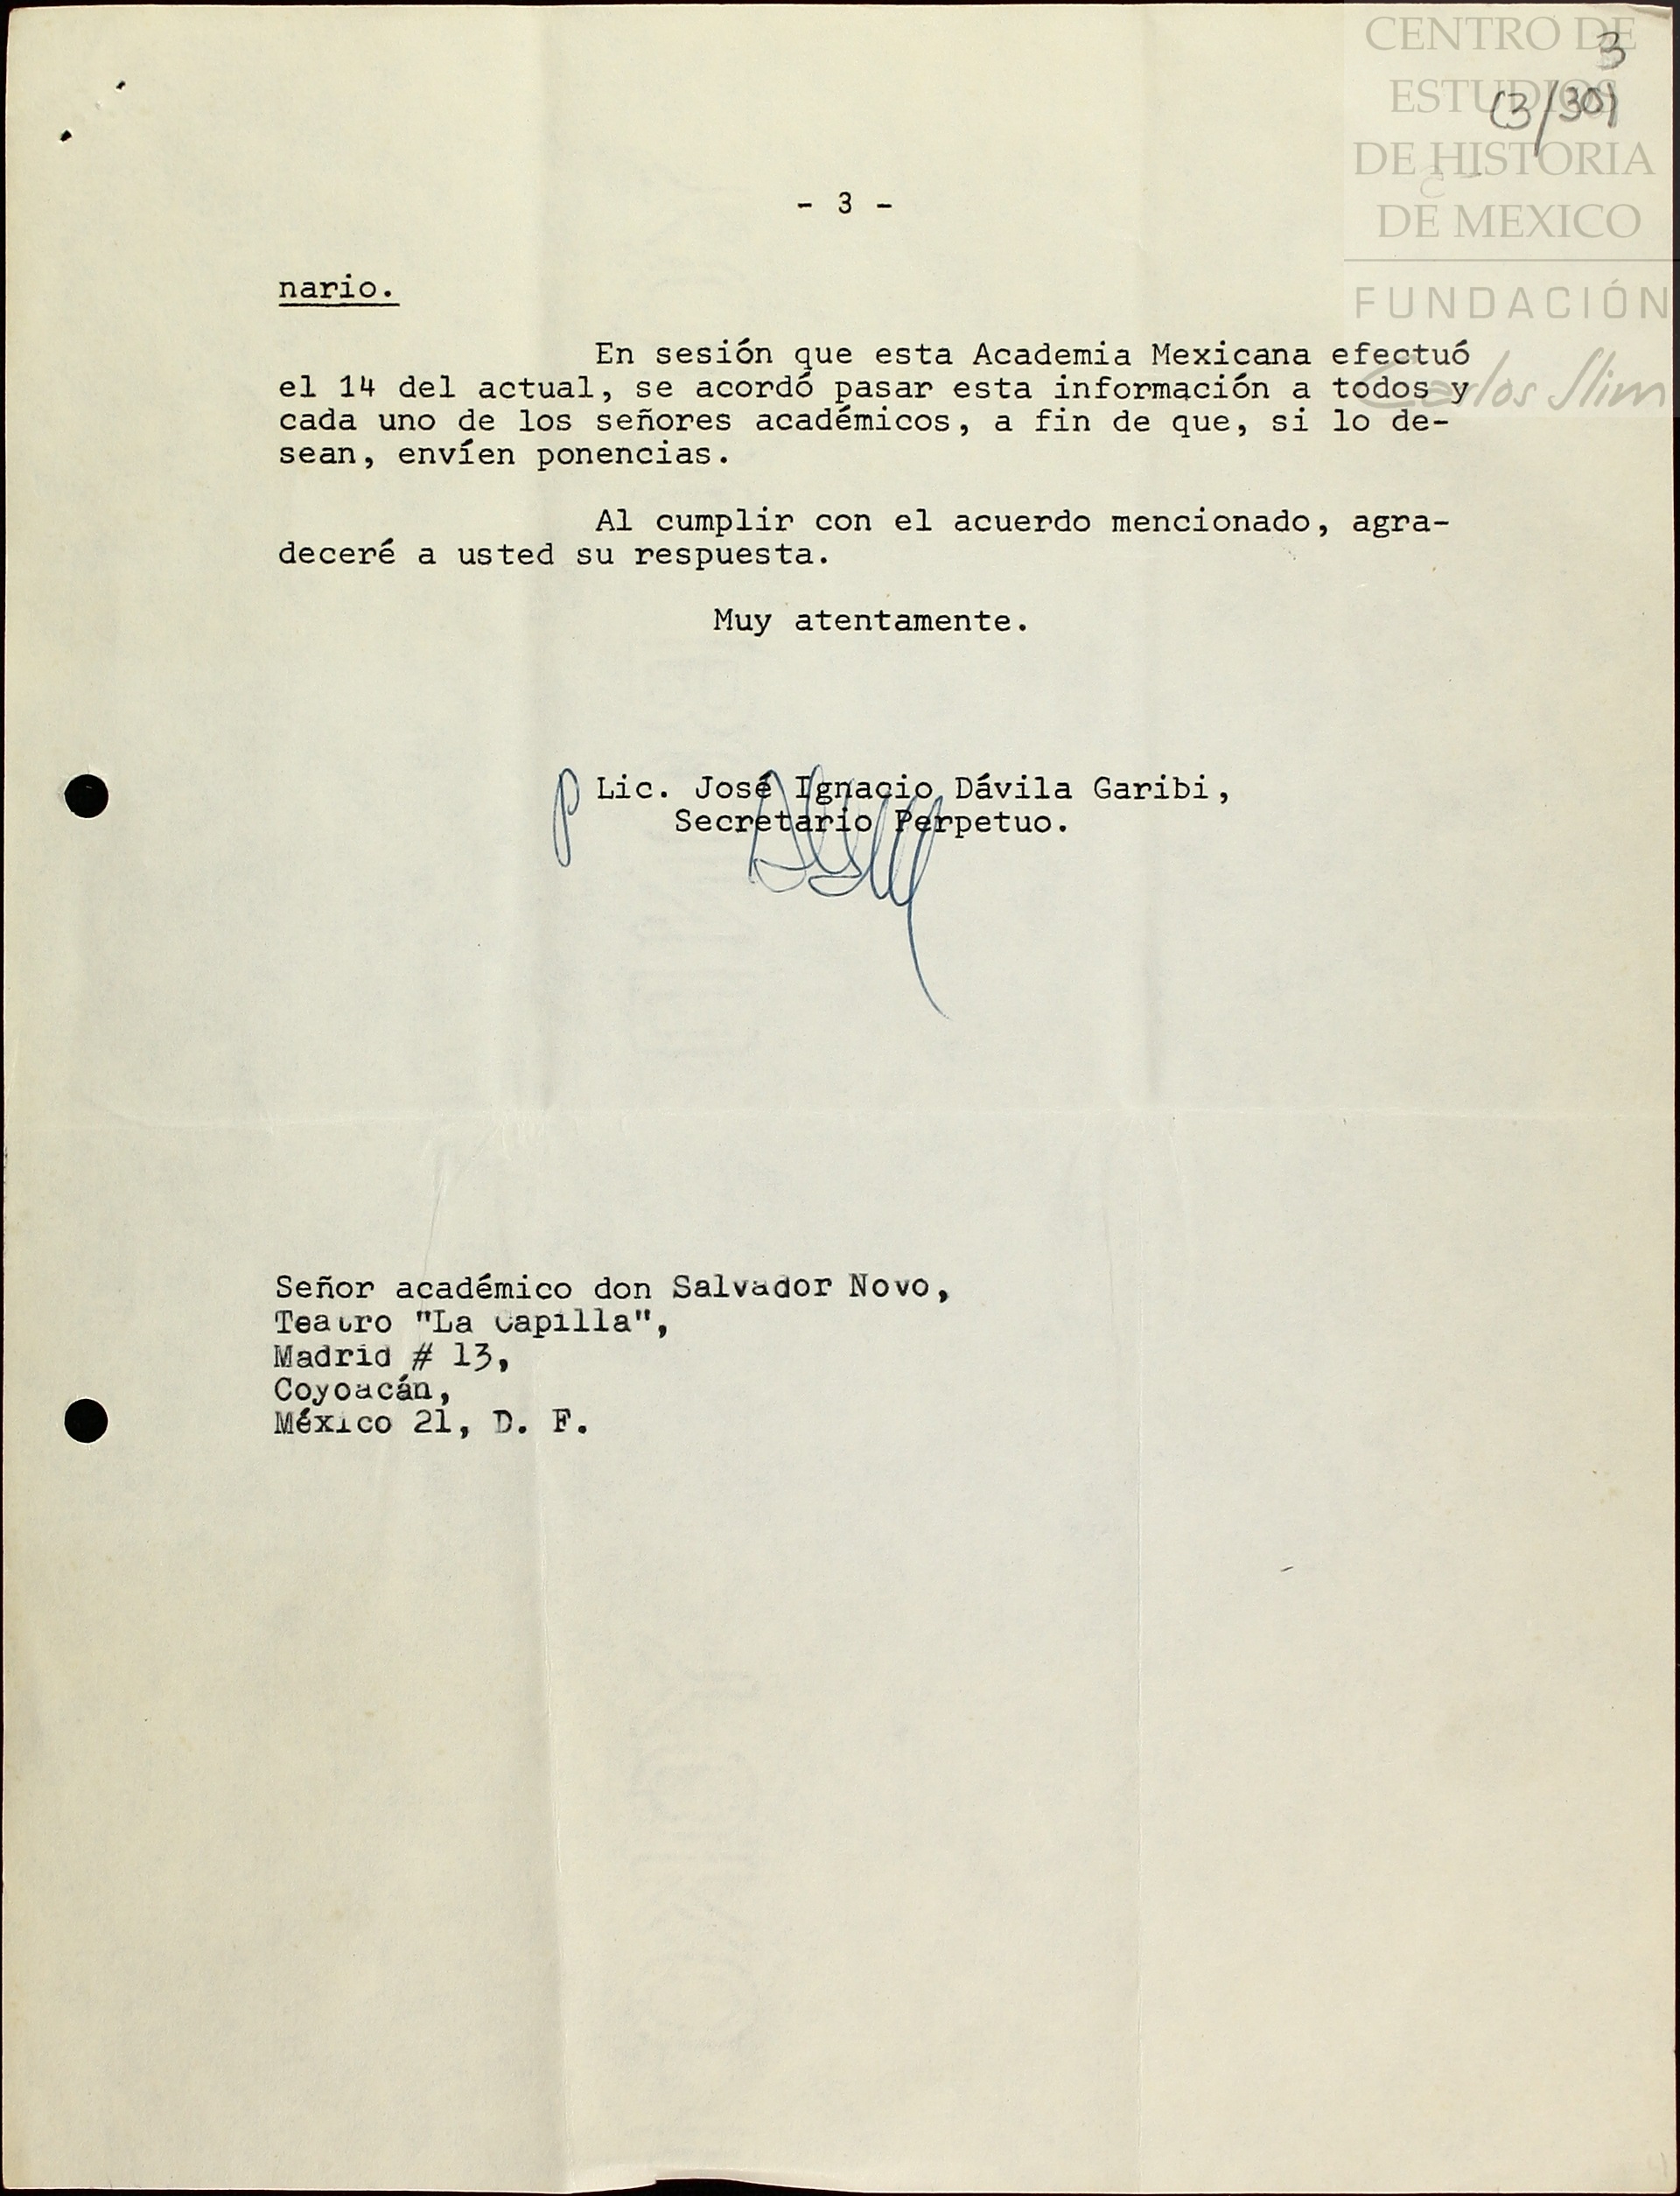 CENTRO DE
ESTUDIOS
DE HISTORIA
DE MEXICO
FUNDACIÓN
Carlos Slim
3
(3/30)
- 3 -
nario.
En sesión que esta Academia Mexicana efectuó
el 14 del actual, se acordó pasar esta información a todos y
cada uno de los señores académicos, a fin de que, si lo de-
sean, envíen ponencias.
Al cumplir con el acuerdo mencionado, agra-
deceré a usted su respuesta.
Muy atentamente.
p Lic. José Ignacio Dávila Garibi,
Secretario Perpetuo.
Señor académico don Salvador Novo,
Teatro "La Capilla",
Madrid # 13,
Coyoacán,
México 21, D. F.